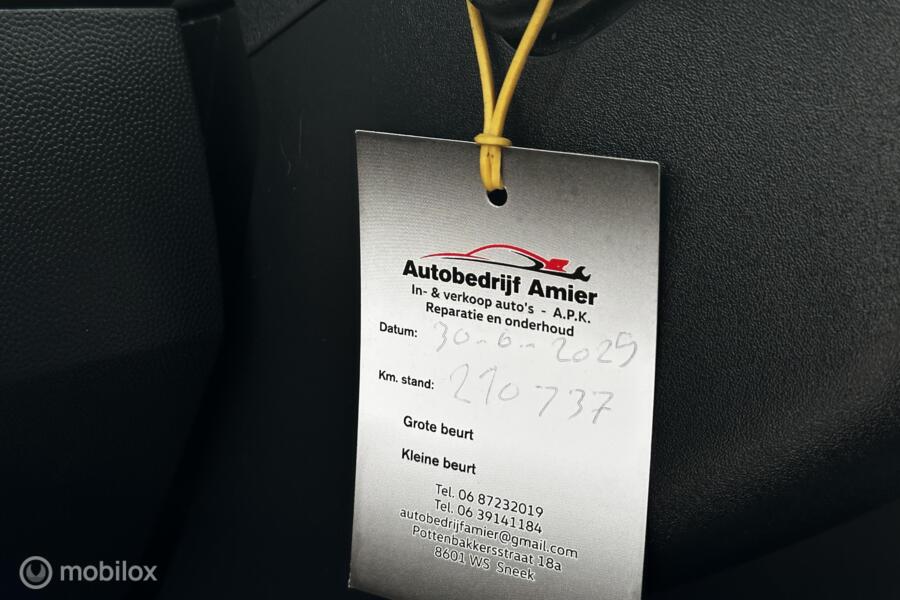 Autobedrijf Amier
In- & verkoop auto's - A.P.K.
Reparatie en onderhoud
Datum: 30-6-2025
Km. stand: 210737
Grote beurt
Kleine beurt
Tel. 06 87232019
Tel. 06 39141184
autobedrijfamier@gmail.com
Pottenbakkersstraat 18a
8601 WS Sneek
mobilox